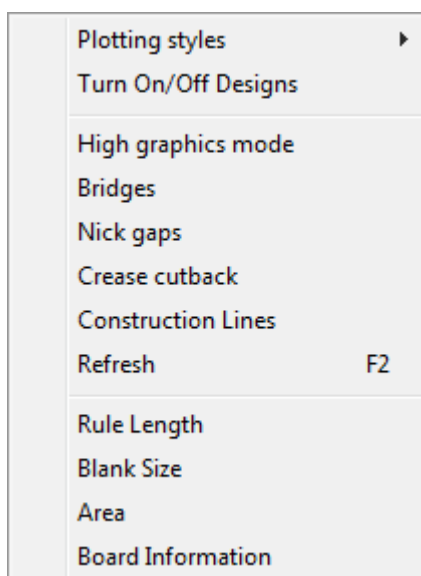 Plotting styles
Turn On/Off Designs
High graphics mode
Bridges
Nick gaps
Crease cutback
Construction Lines
Refresh F2
Rule Length
Blank Size
Area
Board Information